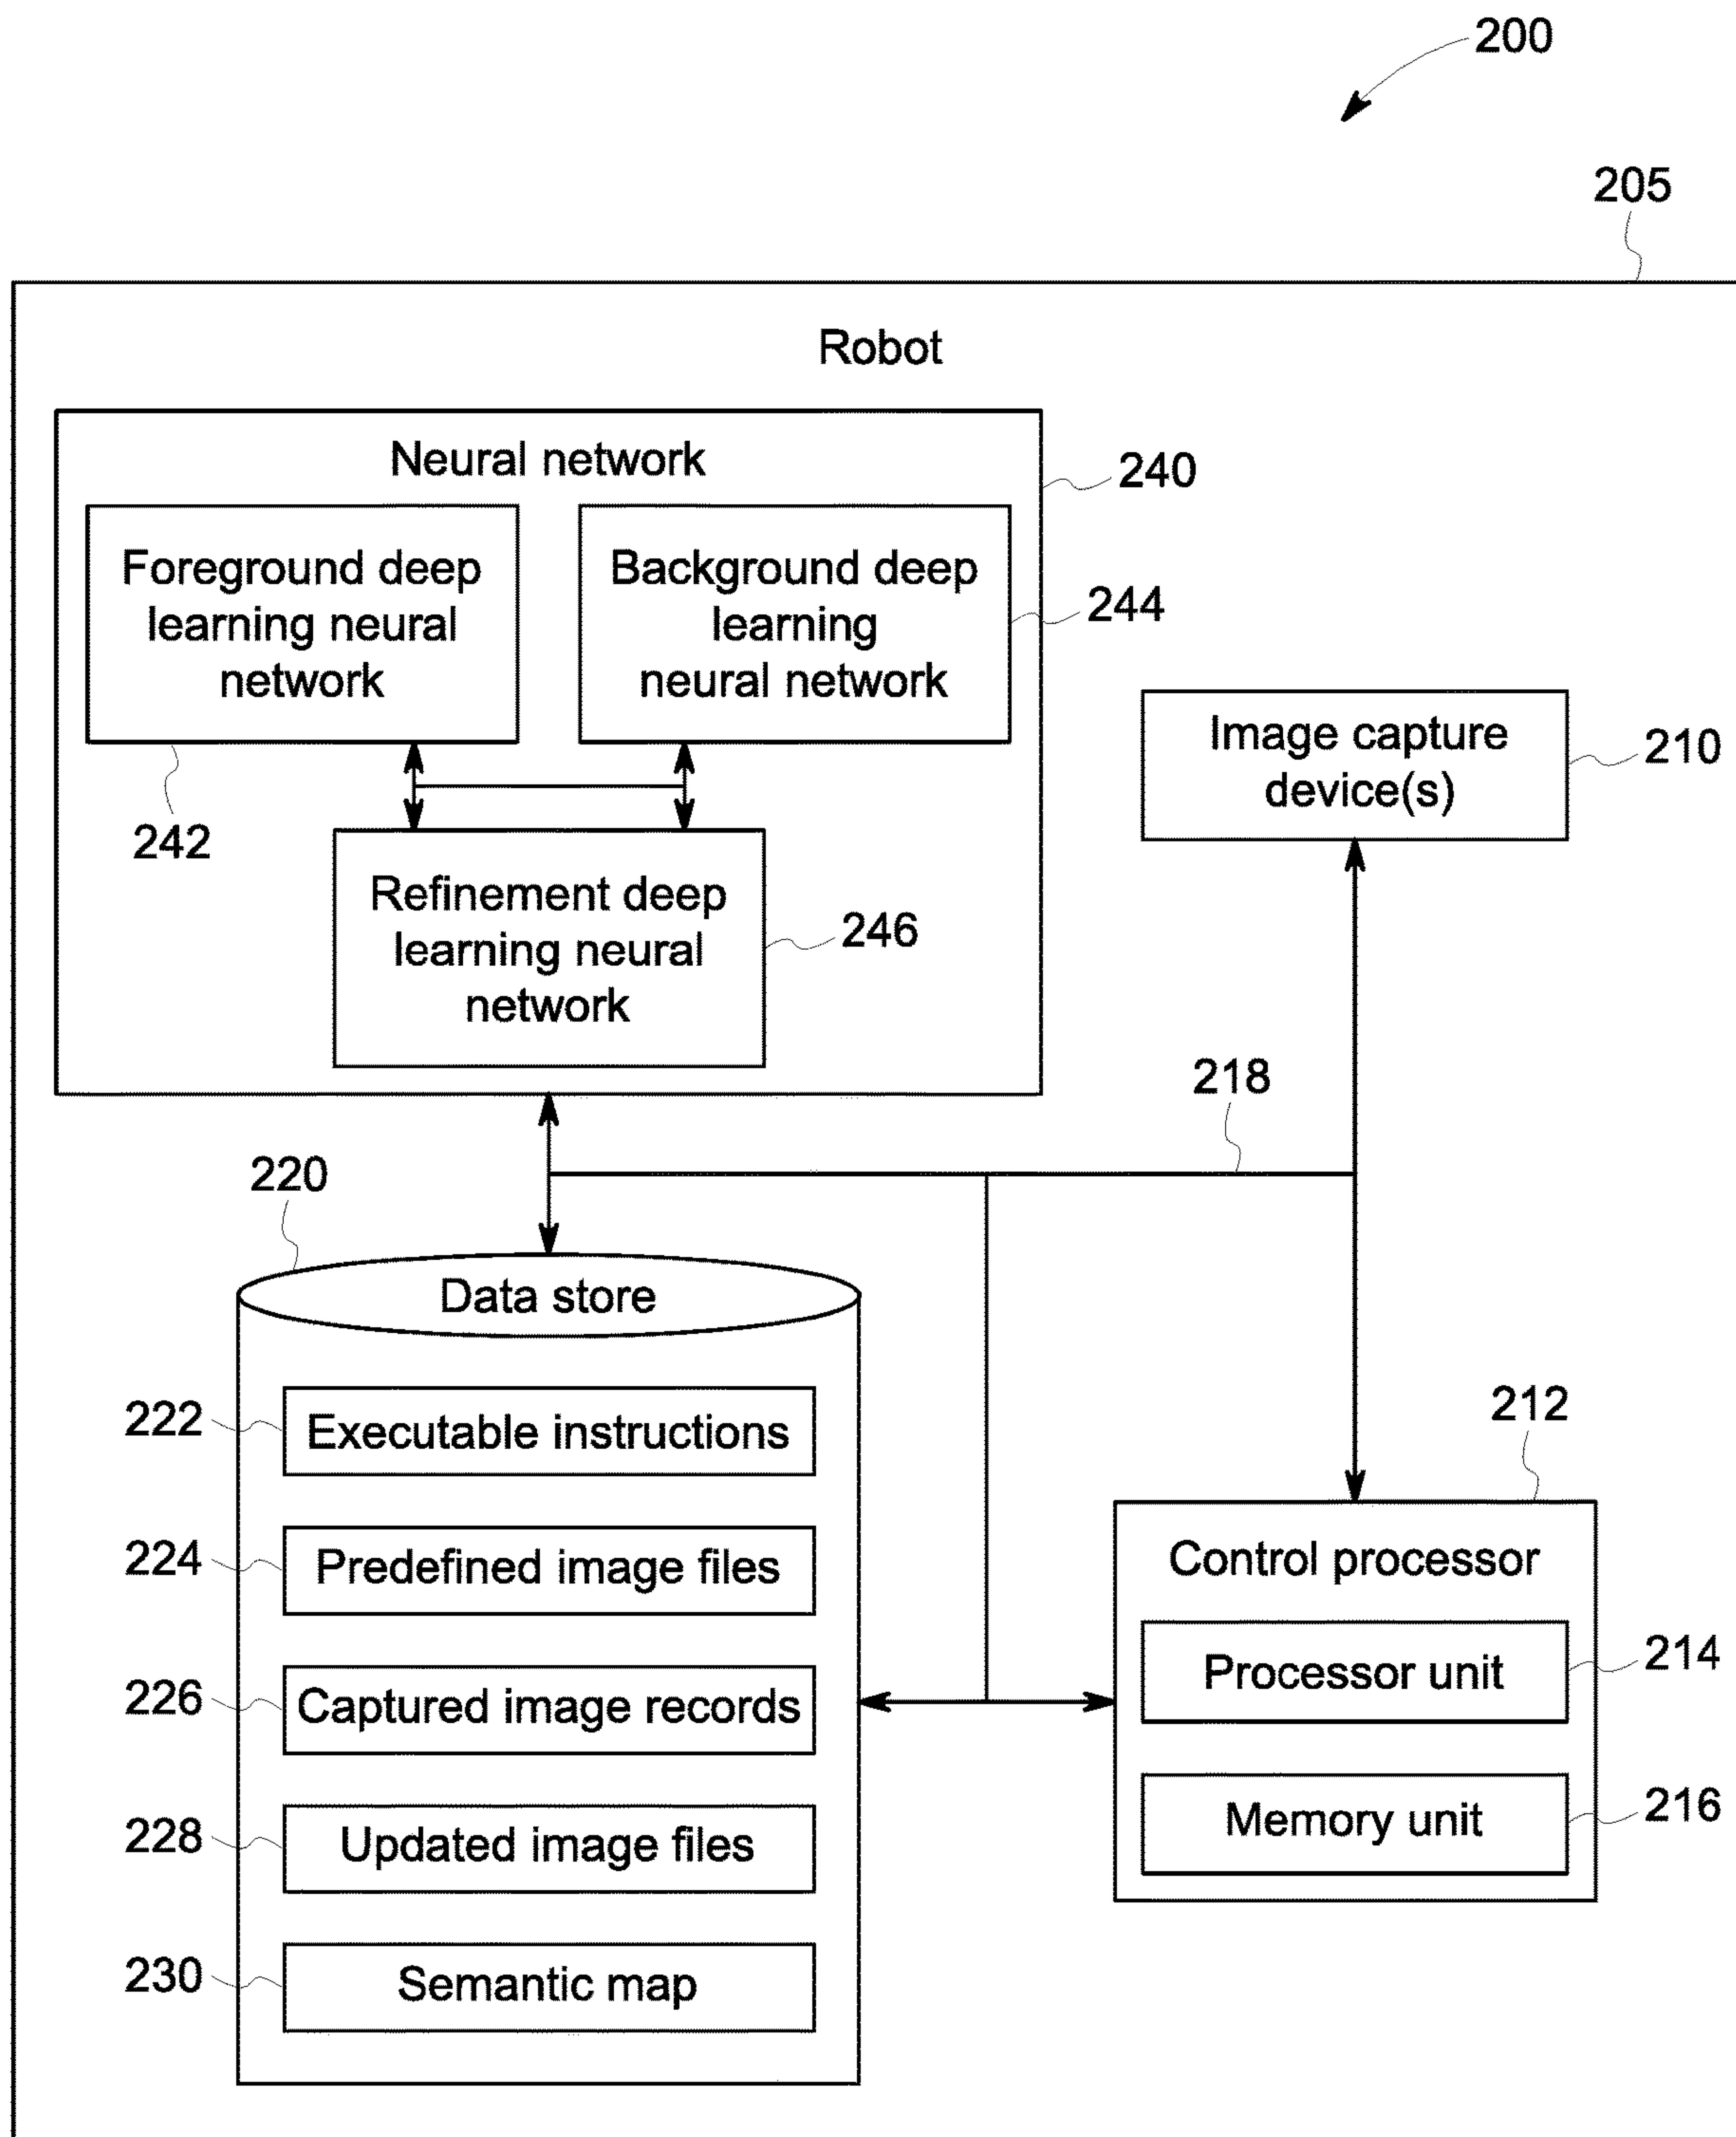 200
205
Robot
Neural network
240
Foreground deep
learning neural
network
Background deep
learning
neural network
244
242
Image capture
device(s)
210
Refinement deep
learning neural
network
246
218
220
Data store
222
Executable instructions
212
224
Predefined image files
Control processor
226
Captured image records
Processor unit
214
228
Updated image files
Memory unit
216
230
Semantic map